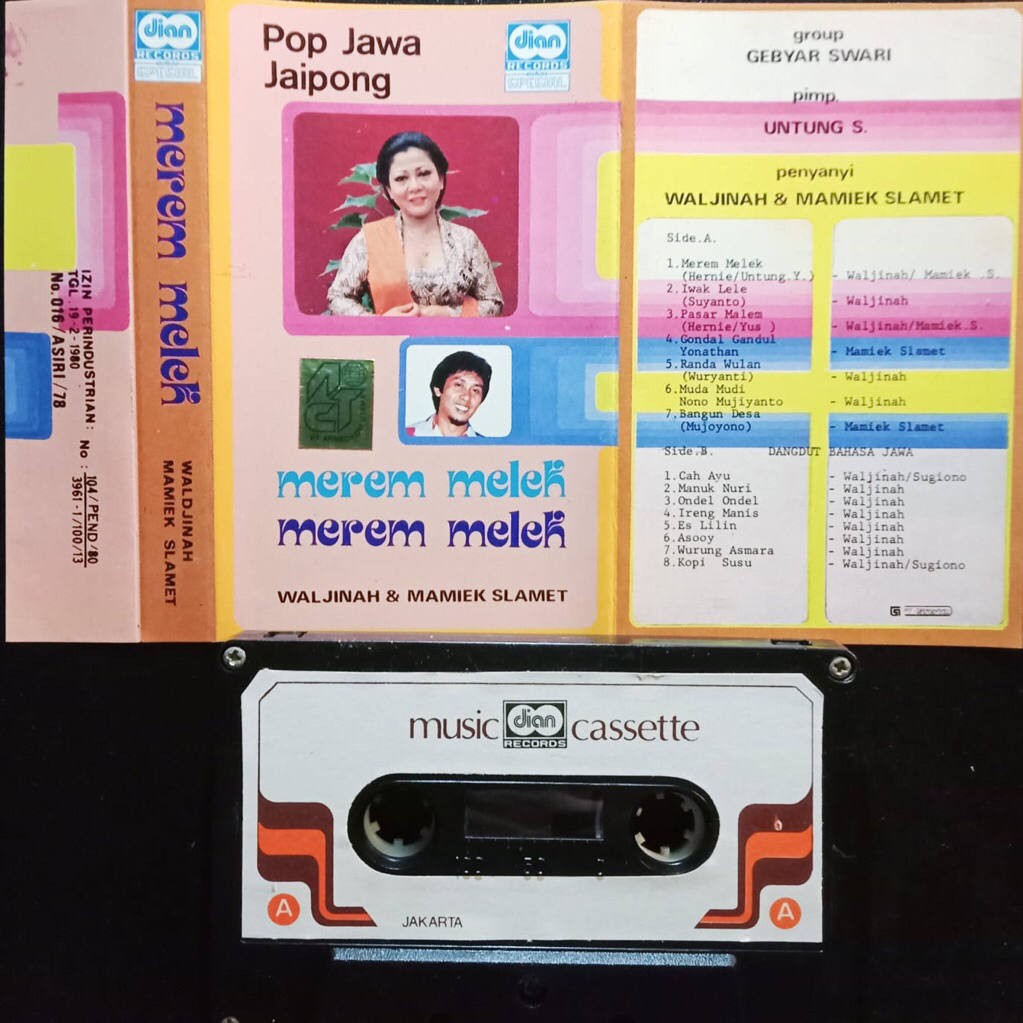 IZIN PERINDUSTRIAN : No : 104/PEND/80
TGL 19-2-1980
3961-1/100/13
No. 016/ASIRI/78
dian
RECORDS
SPECIAL
merem melek
WALDJINAH
MAMIEK SLAMET
Pop Jawa
Jaipong
dian
RECORDS
SPECIAL
merem melek
merem melek
WALJINAH & MAMIEK SLAMET
group
GEBYAR SWARI
pimp.
UNTUNG S.
penyanyi
WALJINAH & MAMIEK SLAMET
Side.A.
1.Merem Melek
(Hernie/Untung.Y.) - Waljinah/ Mamiek .S.
2.Iwak Lele
(Suyanto) - Waljinah
3.Pasar Malem
(Hernie/Yus ) - Waljinah/Mamiek.S.
4.Gondal Gandul
Yonathan - Mamiek Slamet
5.Randa Wulan
(Wuryanti) - Waljinah
6.Muda Mudi
Nono Mujiyanto - Waljinah
7.Bangun Desa
(Mujoyono) - Mamiek Slamet
Side.B. DANGDUT BAHASA JAWA
1.Cah Ayu - Waljinah/Sugiono
2.Manuk Nuri - Waljinah
3.Ondel Ondel - Waljinah
4.Ireng Manis - Waljinah
5.Es Lilin - Waljinah
6.Asooy - Waljinah
7.Wurung Asmara - Waljinah
8.Kopi Susu - Waljinah/Sugiono
music dian cassette
RECORDS
100 50 0
A
JAKARTA
A